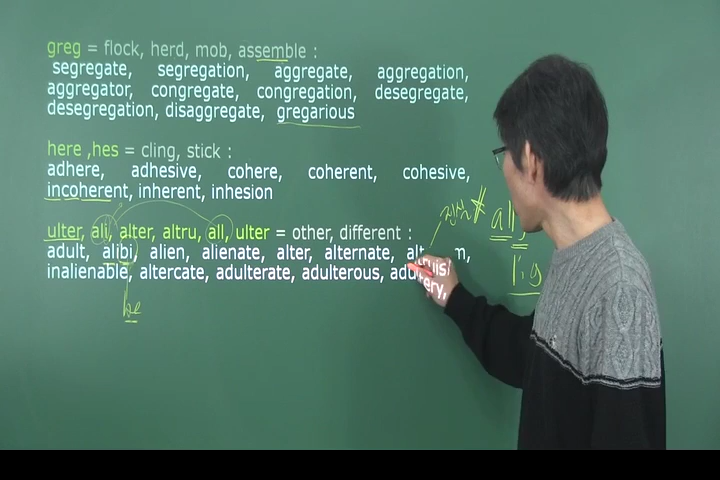 greg = flock, herd, mob, assemble :
segregate, segregation, aggregate, aggregation,
aggregator, congregate, congregation, desegregate,
desegregation, disaggregate, gregarious
here ,hes = cling, stick :
adhere, adhesive, cohere, coherent, cohesive,
incoherent, inherent, inhesion
ulter, ali, alter, altru, all, ulter = other, different :
adult, alibi, alien, alienate, alter, alternate,
inalienable, altercate, adulterate, adulterous,
be